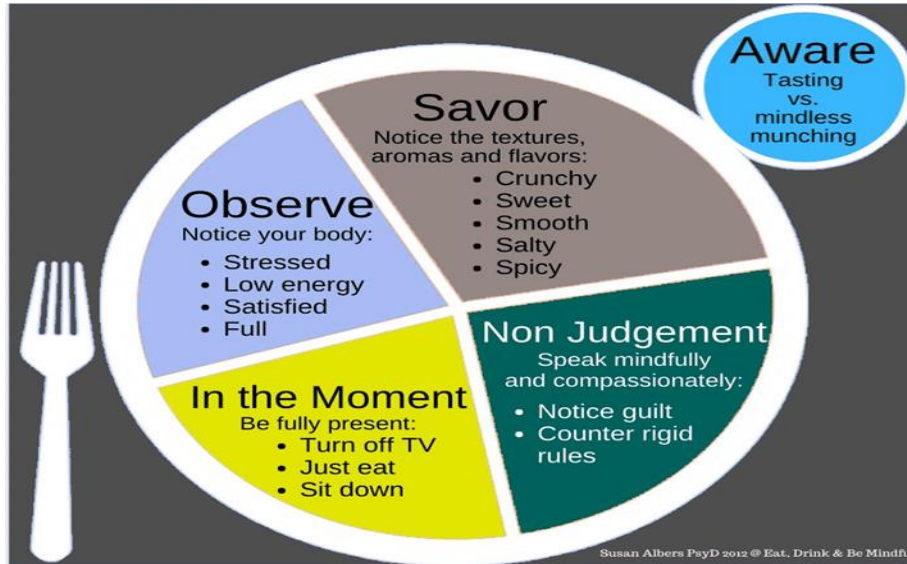 Aware
Tasting
vs.
mindless
munching
Savor
Notice the textures,
aromas and flavors:
• Crunchy
• Sweet
• Smooth
• Salty
• Spicy
Observe
Notice your body:
• Stressed
• Low energy
• Satisfied
• Full
Non Judgement
Speak mindfully
and compassionately:
• Notice guilt
• Counter rigid
rules
In the Moment
Be fully present:
• Turn off TV
• Just eat
• Sit down
Susan Albers PsyD 2012 @ Eat, Drink & Be Mindfu